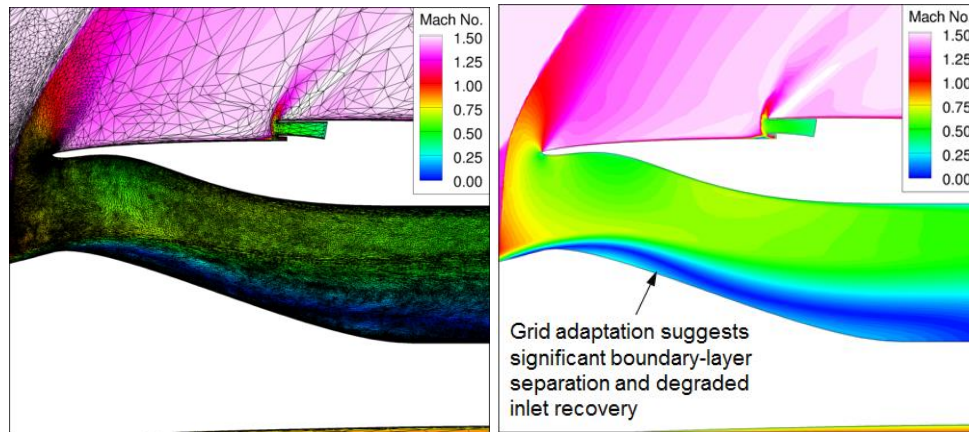 Mach No.
1.50
1.25
1.00
0.75
0.50
0.25
0.00
Mach No.
1.50
1.25
1.00
0.75
0.50
0.25
0.00
Grid adaptation suggests
significant boundary-layer
separation and degraded
inlet recovery